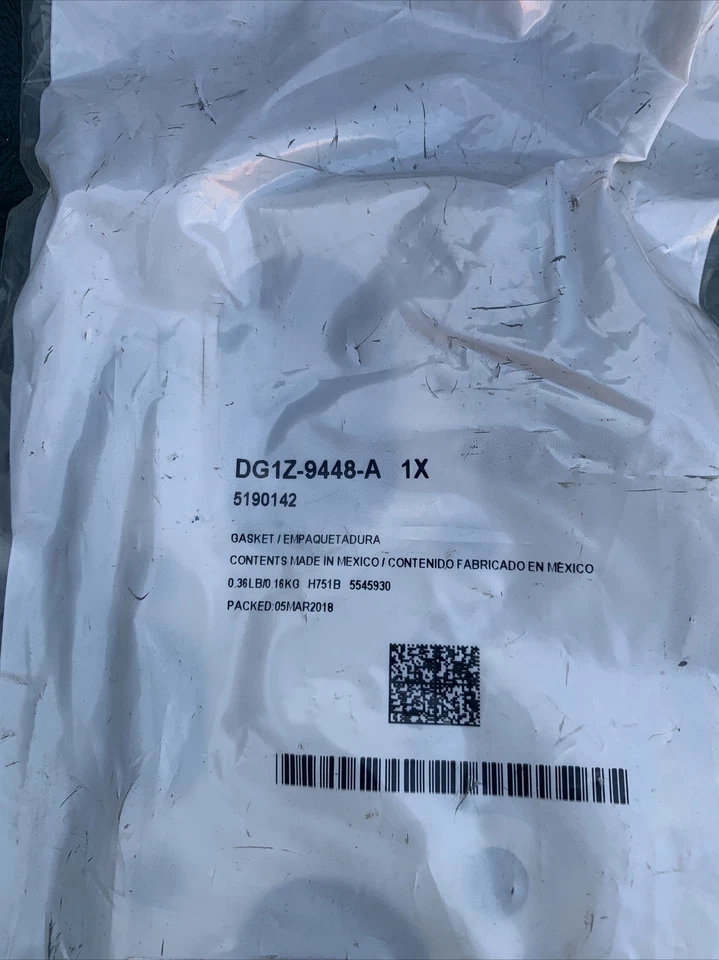 DG1Z-9448-A 1X
5190142
GASKET / EMPAQUETADURA
CONTENTS MADE IN MEXICO / CONTENIDO FABRICADO EN MÉXICO
0.36LB/0.16KG H751B 5545930
PACKED:05MAR2018